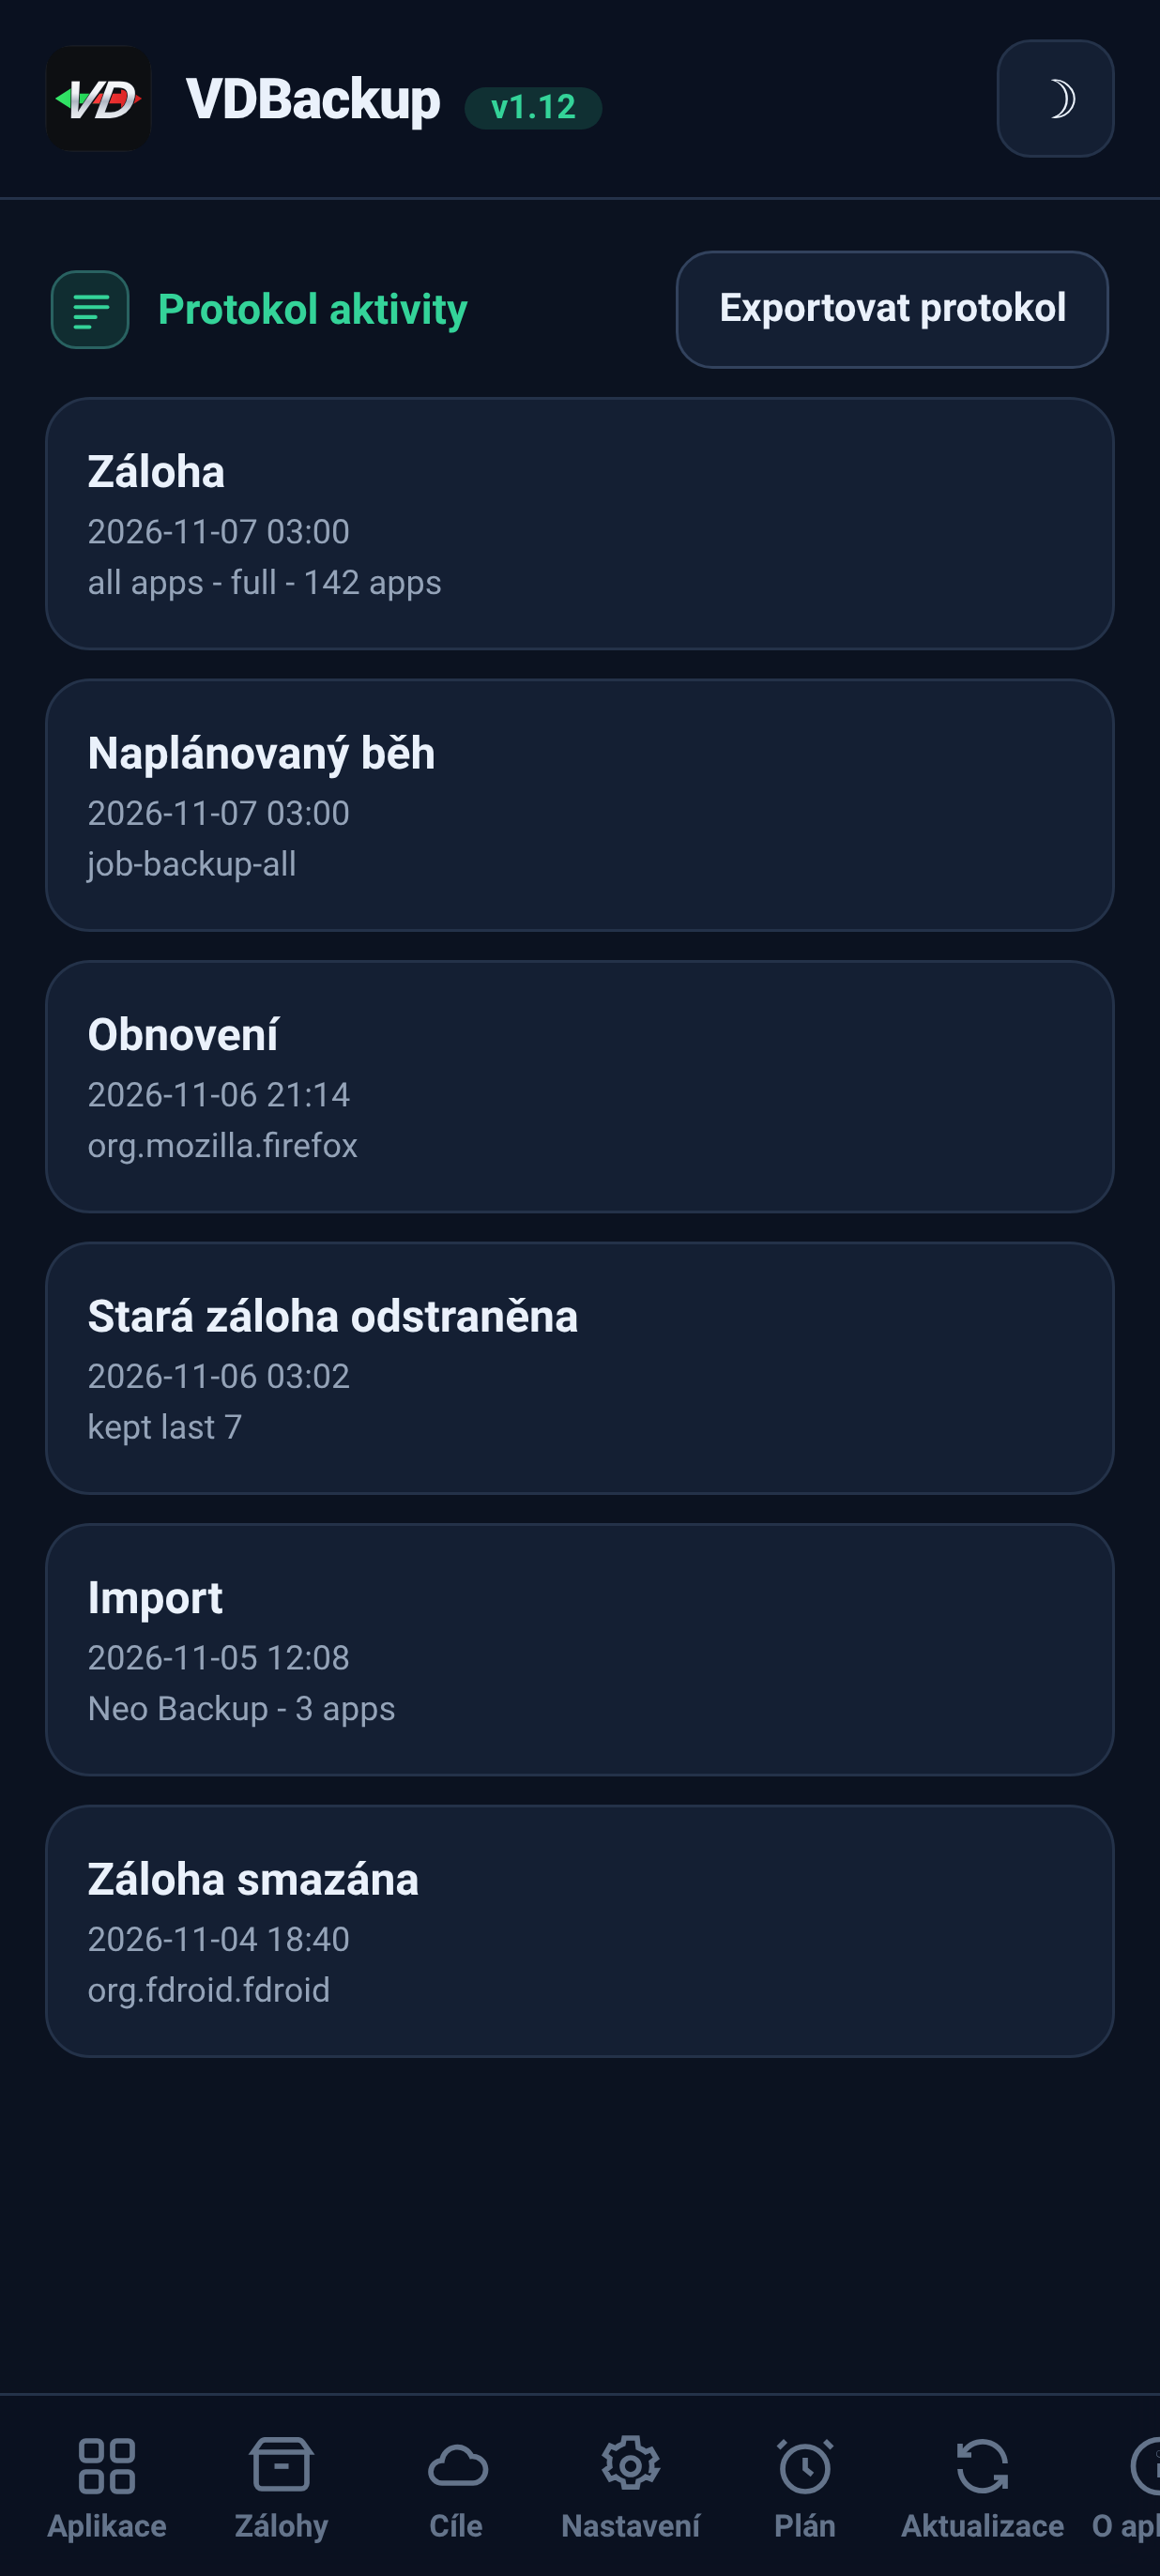 VD
VDBackup v1.12
Protokol aktivity
Exportovat protokol
Záloha
2026-11-07 03:00
all apps - full - 142 apps
Naplánovaný běh
2026-11-07 03:00
job-backup-all
Obnovení
2026-11-06 21:14
org.mozilla.firefox
Stará záloha odstraněna
2026-11-06 03:02
kept last 7
Import
2026-11-05 12:08
Neo Backup - 3 apps
Záloha smazána
2026-11-04 18:40
org.fdroid.fdroid
Aplikace
Zálohy
Cíle
Nastavení
Plán
Aktualizace
O